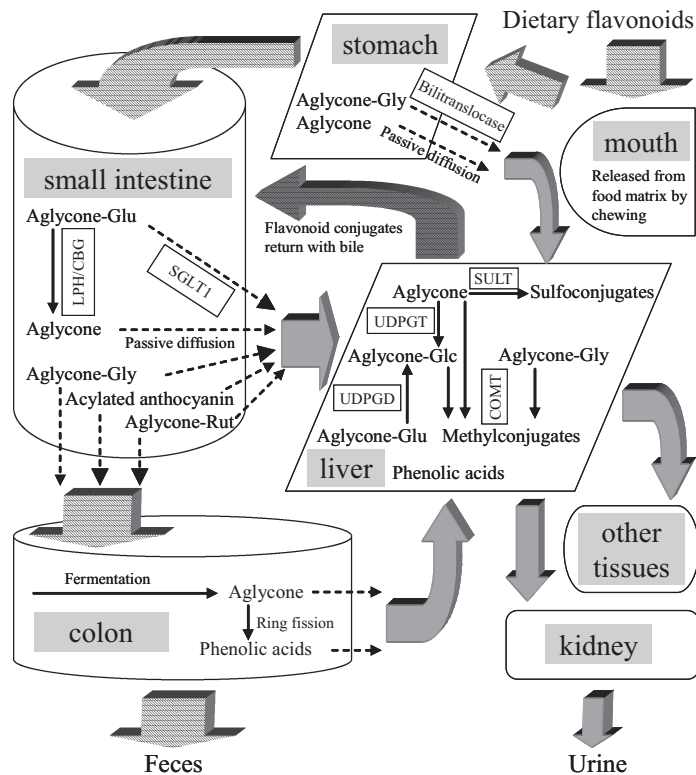 Dietary flavonoids
stomach
Aglycone-Gly
Aglycone
Bilitranslocase
Passive diffusion
mouth
Released from
food matrix by
chewing
small intestine
Aglycone-Glu
LPH/CBG
SGLT1
Aglycone
Passive diffusion
Aglycone-Gly
Acylated anthocyanin
Aglycone-Rut
Flavonoid conjugates
return with bile
SULT
Aglycone
Sulfoconjugates
UDPGT
Aglycone-Glc
Aglycone-Gly
UDPGD
COMT
Aglycone-Glu
Methylconjugates
liver
Phenolic acids
other
tissues
Fermentation
Aglycone
Ring fission
colon
Phenolic acids
kidney
Feces
Urine